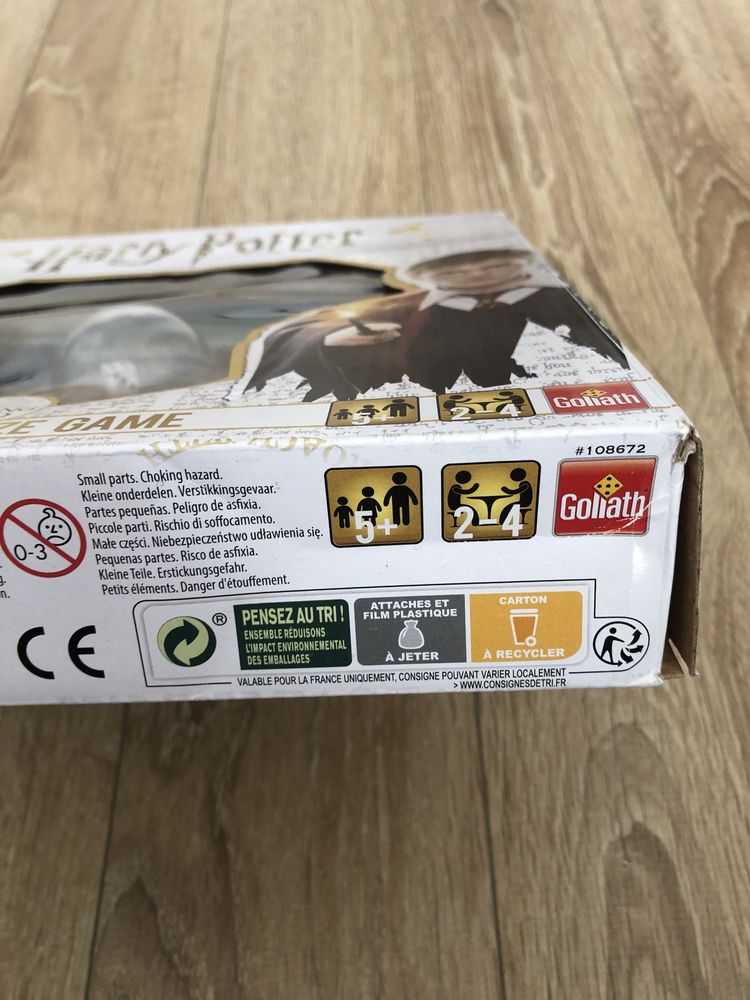 Harry Potter
ZE GAME
5+
2-4
Goliath
#108672
Small parts. Choking hazard.
Kleine onderdelen. Verstikkingsgevaar.
Partes pequeñas. Peligro de asfixia.
Piccole parti. Rischio di soffocamento.
Małe części. Niebezpieczeństwo udławienia się.
Pequenas partes. Risco de asfixia.
Kleine Teile. Erstickungsgefahr.
Petits éléments. Danger d'étouffement.
0-3
5+
2-4
Goliath
CE
®
PENSEZ AU TRI !
ENSEMBLE RÉDUISONS
L'IMPACT ENVIRONNEMENTAL
DES EMBALLAGES
ATTACHES ET
FILM PLASTIQUE
À JETER
CARTON
À RECYCLER
VALABLE POUR LA FRANCE UNIQUEMENT, CONSIGNE POUVANT VARIER LOCALEMENT
> WWW.CONSIGNESDETRI.FR